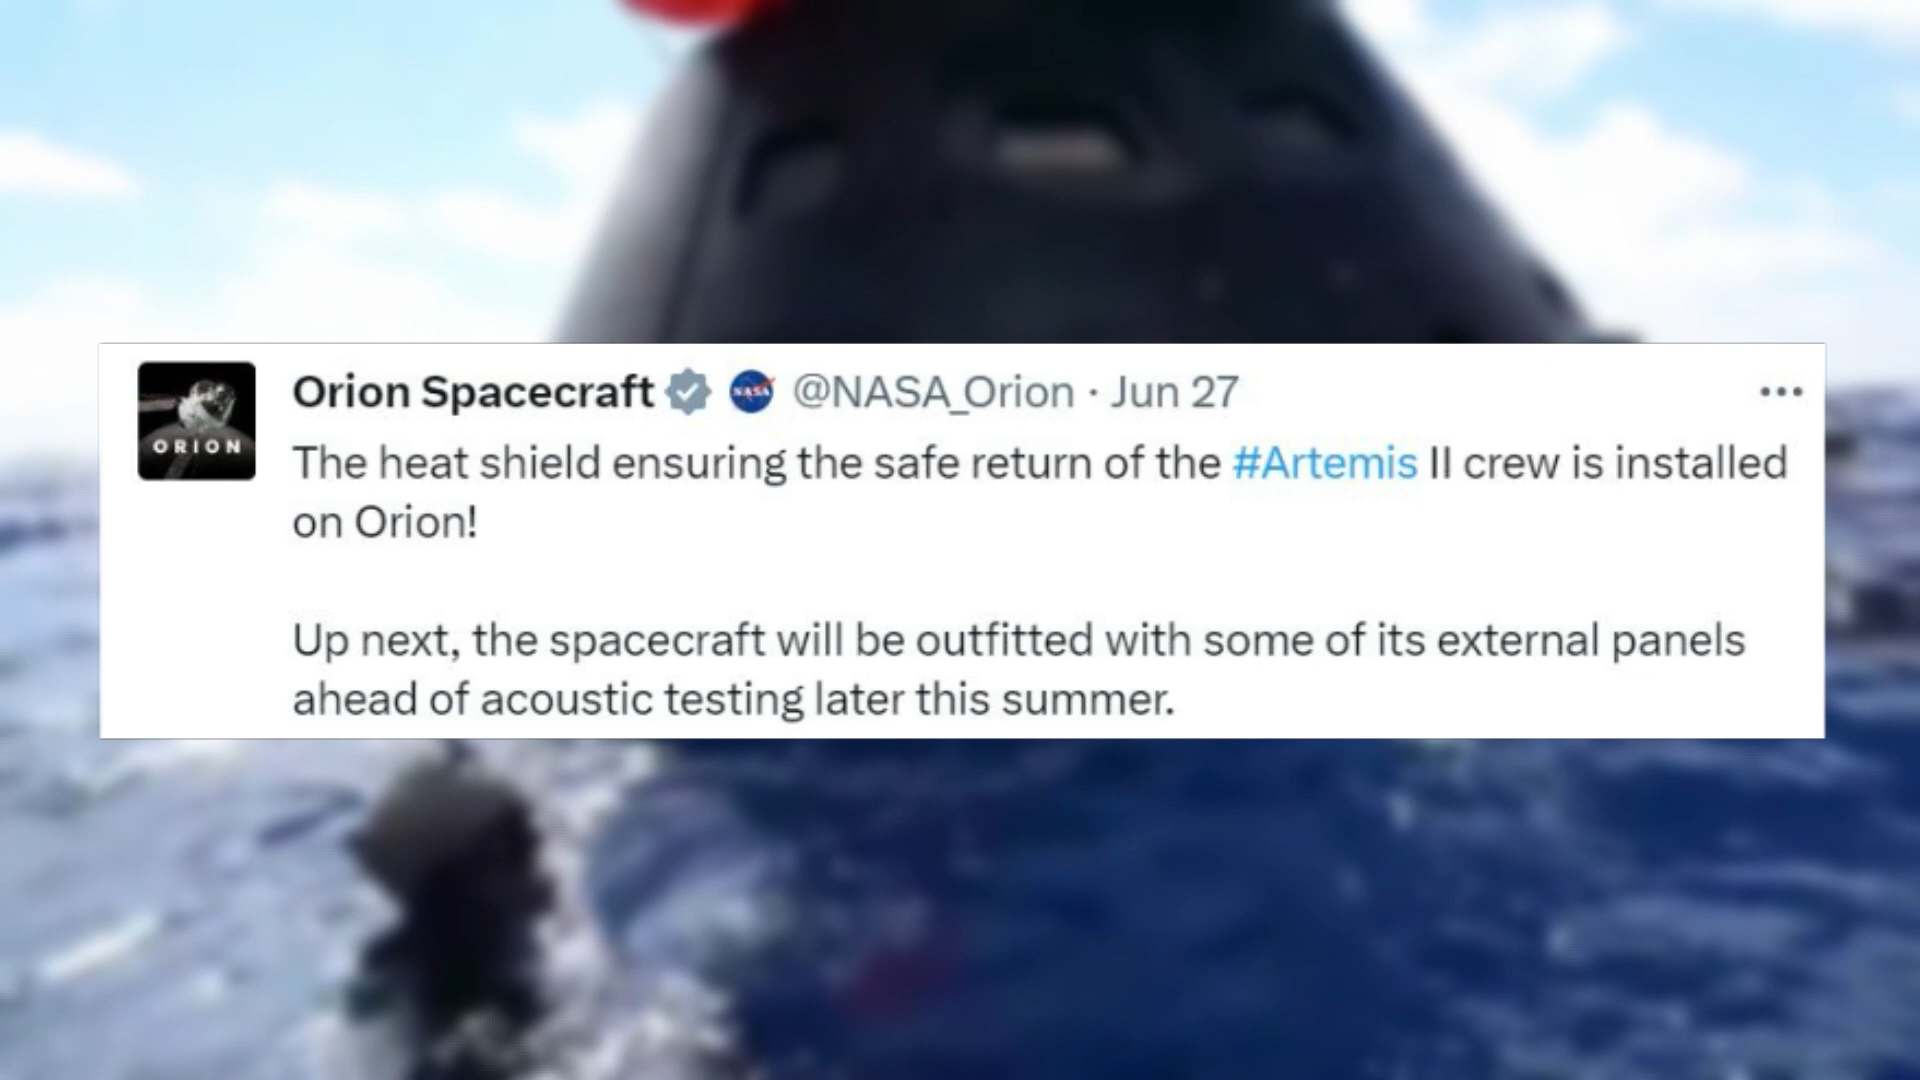 Orion Spacecraft NASA @NASA_Orion · Jun 27
ORION
The heat shield ensuring the safe return of the #Artemis II crew is installed
on Orion!
Up next, the spacecraft will be outfitted with some of its external panels
ahead of acoustic testing later this summer.